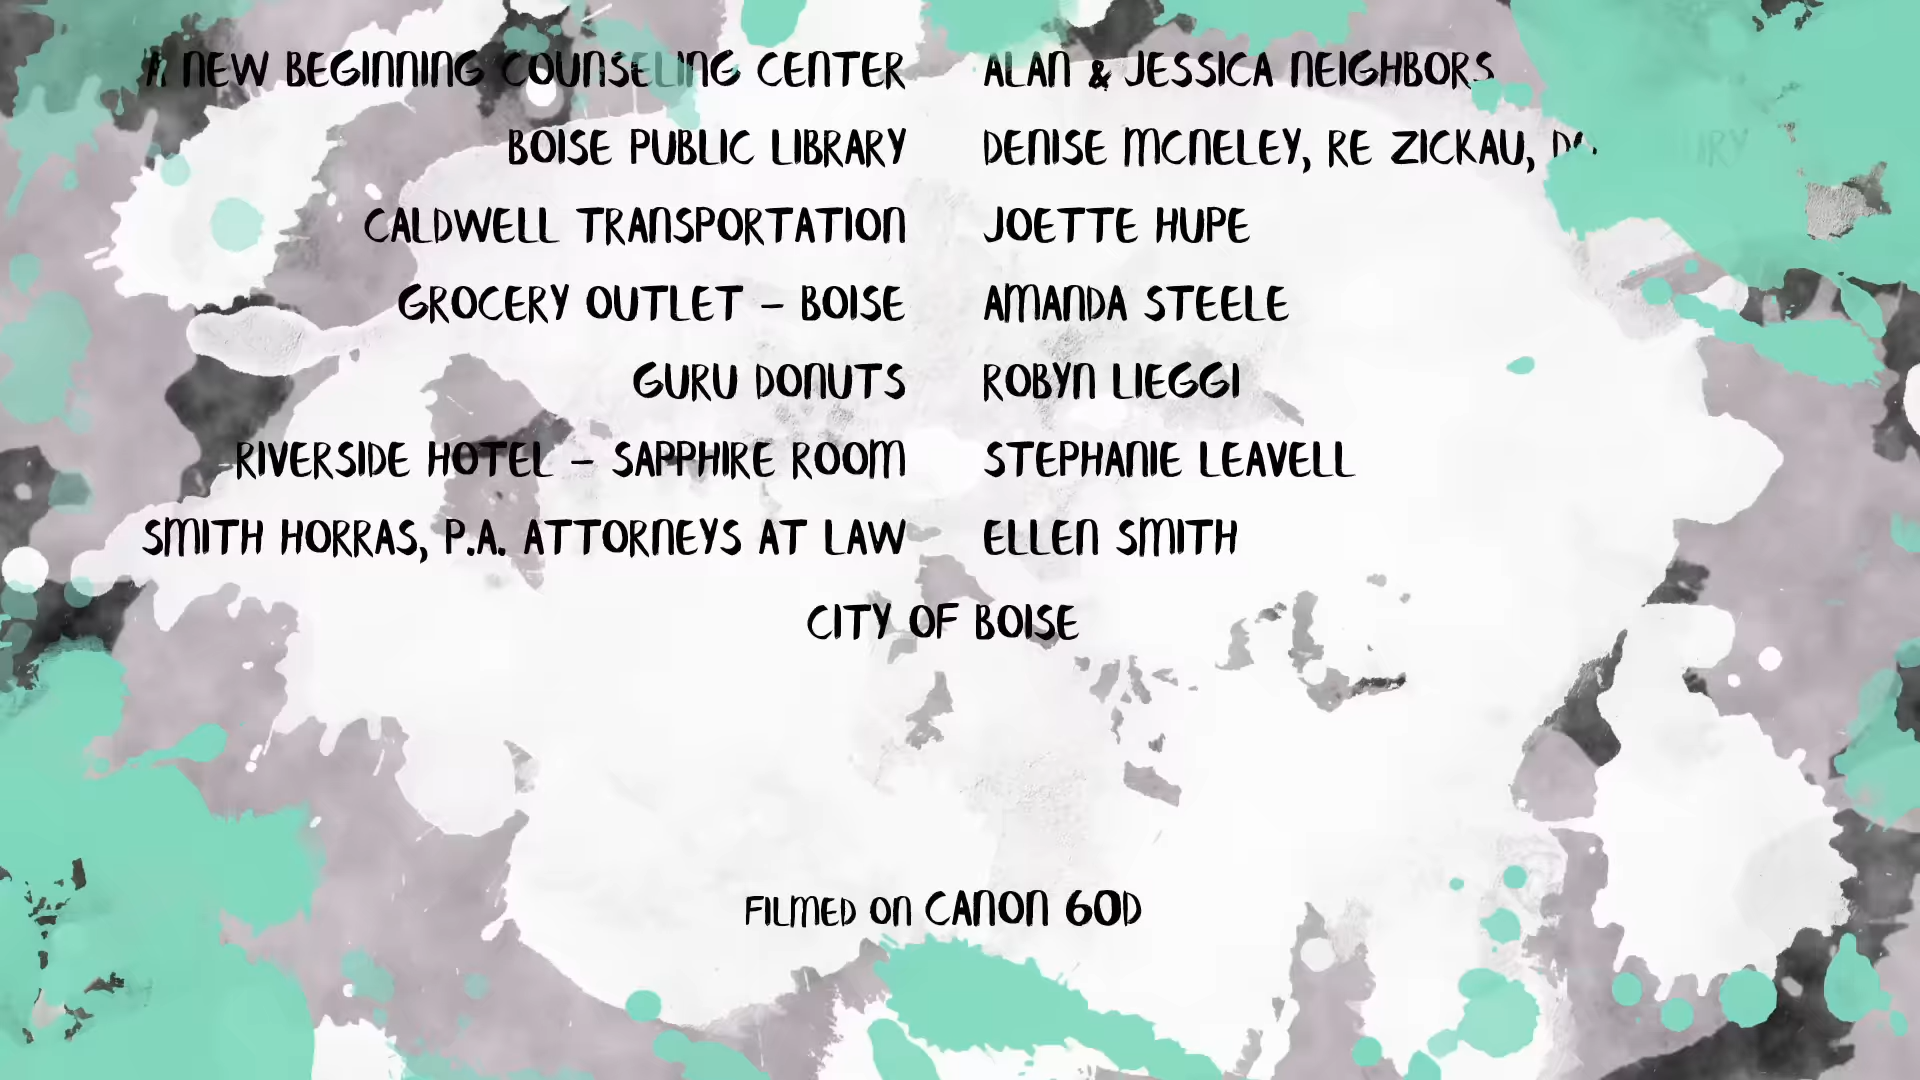 A NEW BEGINNING COUNSELING CENTER ALAN & JESSICA NEIGHBORS
BOISE PUBLIC LIBRARY DENISE MCNELEY, RE ZICKAU,
CALDWELL TRANSPORTATION JOETTE HUPE
GROCERY OUTLET – BOISE AMANDA STEELE
GURU DONUTS ROBYN LIEGGI
RIVERSIDE HOTEL – SAPPHIRE ROOM STEPHANIE LEAVELL
SMITH HORRAS, P.A. ATTORNEYS AT LAW ELLEN SMITH
CITY OF BOISE
FILMED ON CANON 60D